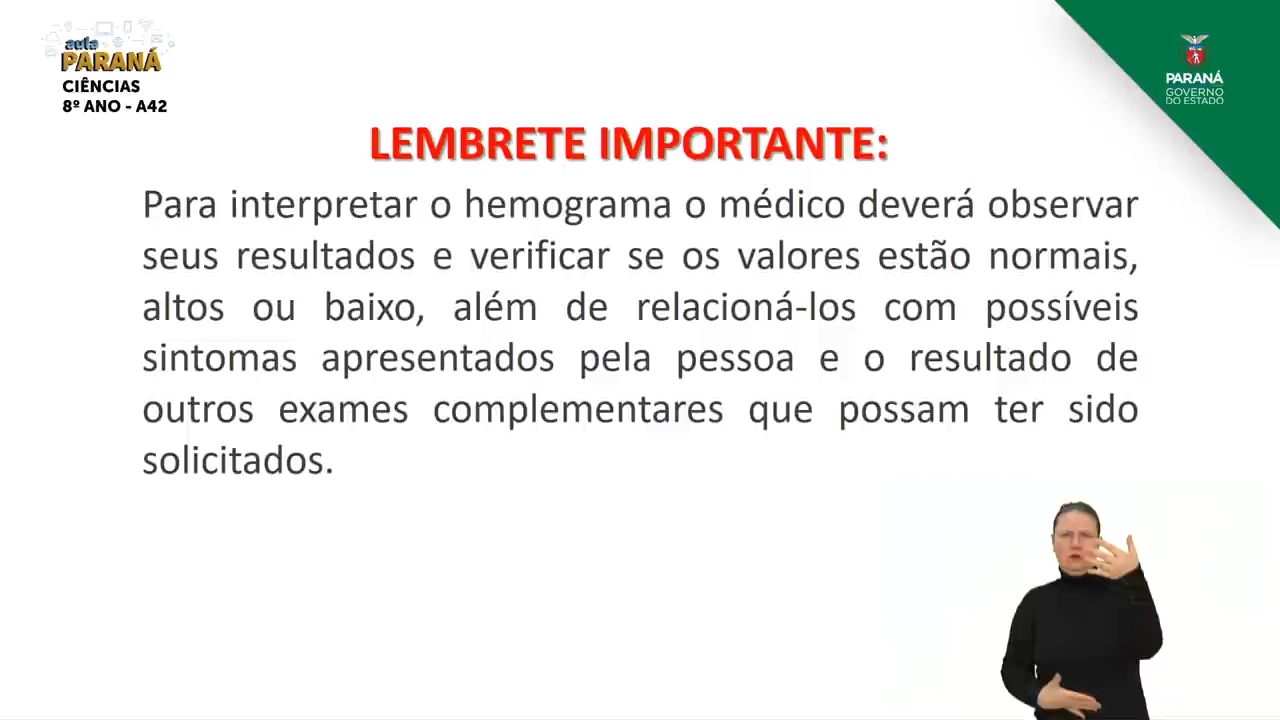 aula
PARANÁ
CIÊNCIAS
8º ANO - A42
PARANÁ
GOVERNO
DO ESTADO
LEMBRETE IMPORTANTE:
Para interpretar o hemograma o médico deverá observar
seus resultados e verificar se os valores estão normais,
altos ou baixo, além de relacioná-los com possíveis
sintomas apresentados pela pessoa e o resultado de
outros exames complementares que possam ter sido
solicitados.